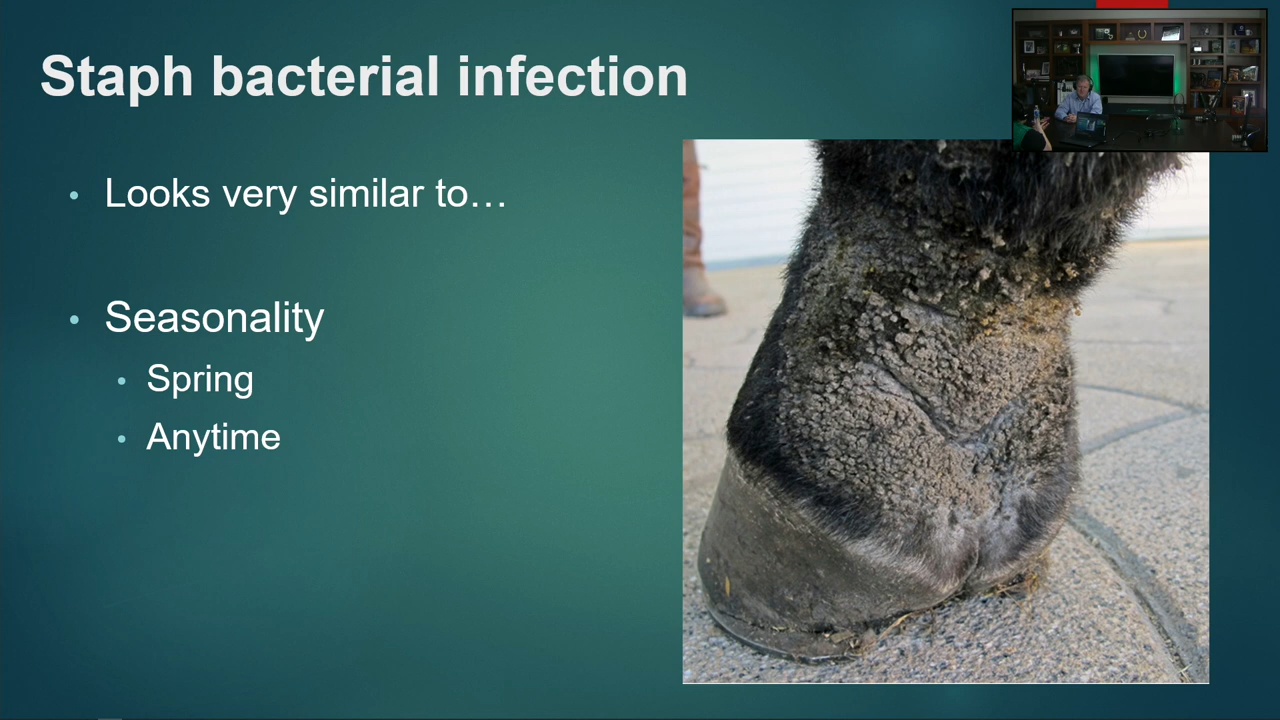 Staph bacterial infection
Looks very similar to…
Seasonality
Spring
Anytime